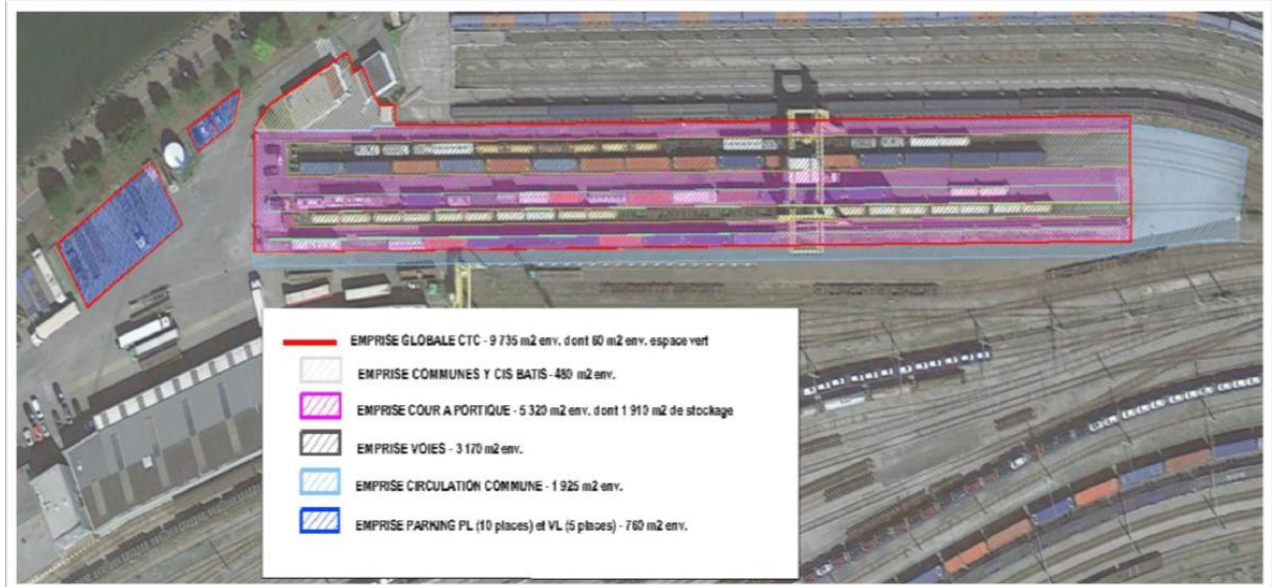 EMPRISE GLOBALE CTC - 9 735 m2 env. dont 60 m2 env. espace vert
EMPRISE COMMUNES Y CIS BATIS - 480 m2 env.
EMPRISE COUR A PORTIQUE - 5 320 m2 env. dont 1 910 m2 de stockage
EMPRISE VOIES - 3 170 m2 env.
EMPRISE CIRCULATION COMMUNE - 1 925 m2 env.
EMPRISE PARKING PL (10 places) et VL (5 places) - 760 m2 env.